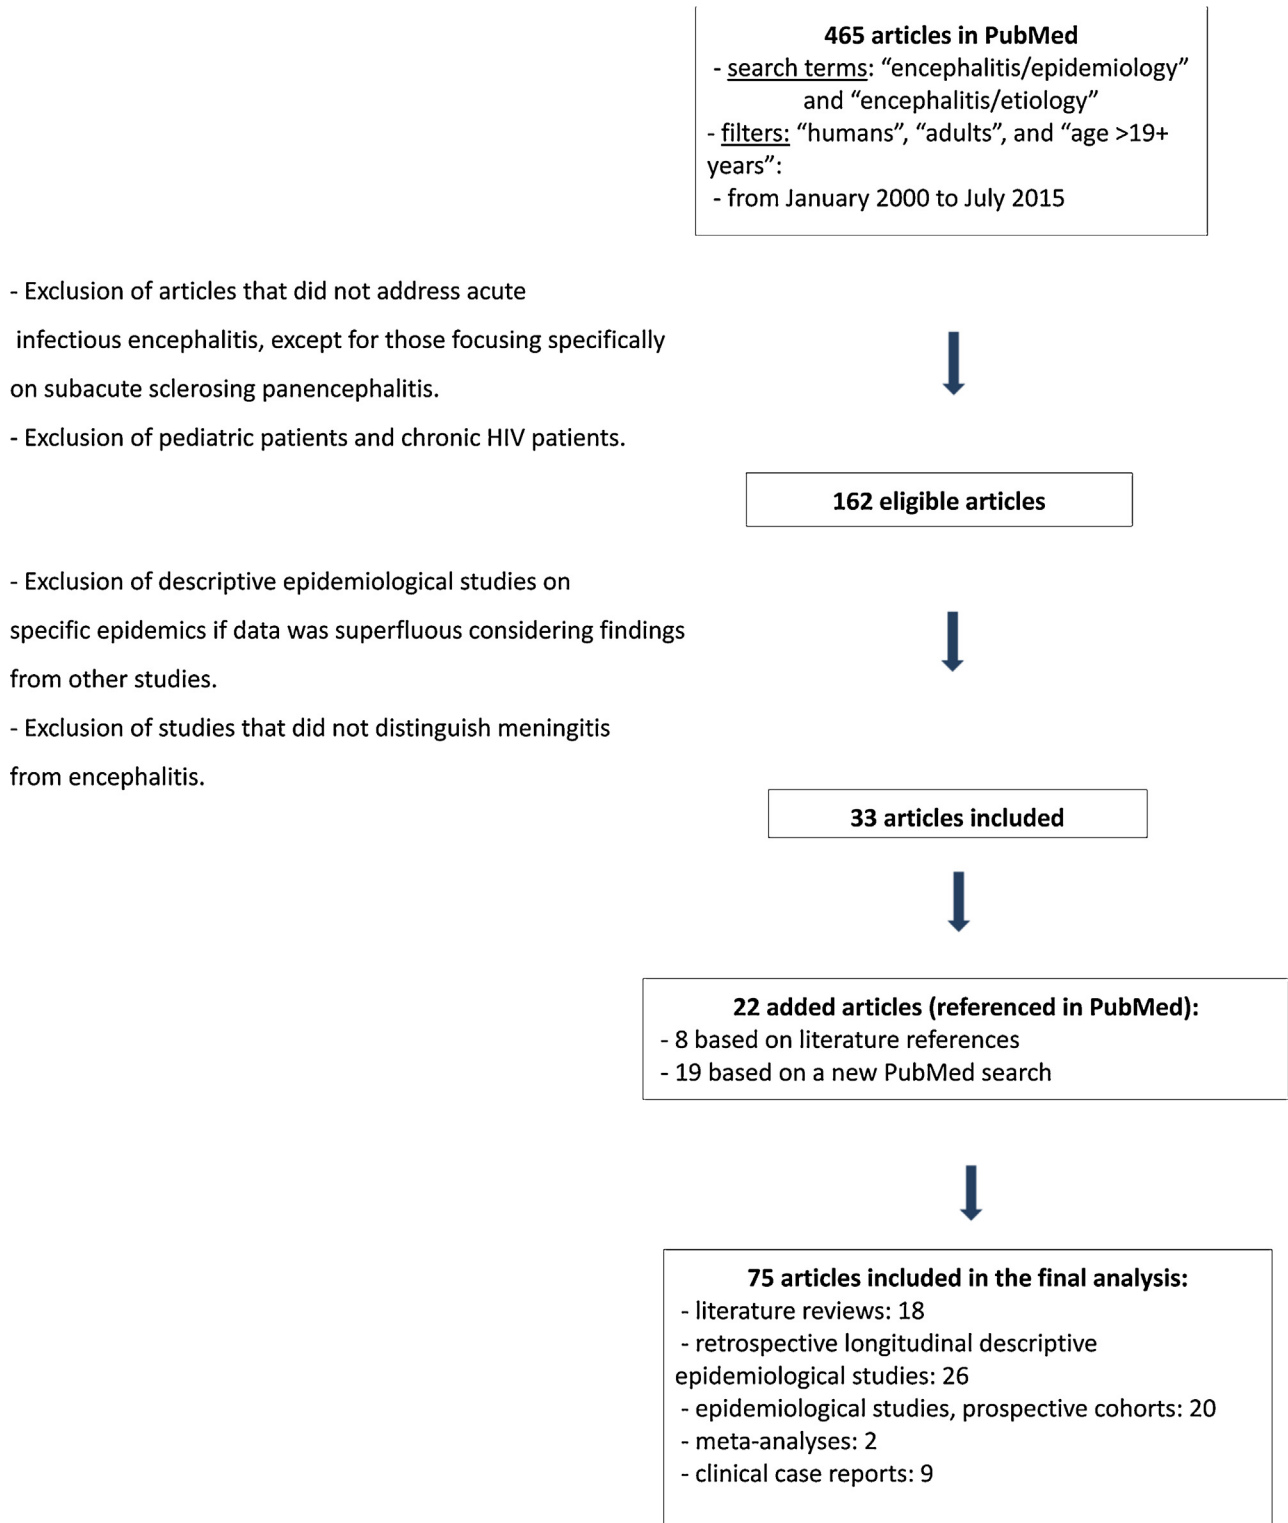 465 articles in PubMed
- search terms: “encephalitis/epidemiology”
and “encephalitis/etiology”
- filters: “humans”, “adults”, and “age >19+
years”:
- from January 2000 to July 2015
- Exclusion of articles that did not address acute
infectious encephalitis, except for those focusing specifically
on subacute sclerosing panencephalitis.
- Exclusion of pediatric patients and chronic HIV patients.
162 eligible articles
- Exclusion of descriptive epidemiological studies on
specific epidemics if data was superfluous considering findings
from other studies.
- Exclusion of studies that did not distinguish meningitis
from encephalitis.
33 articles included
22 added articles (referenced in PubMed):
- 8 based on literature references
- 19 based on a new PubMed search
75 articles included in the final analysis:
- literature reviews: 18
- retrospective longitudinal descriptive
epidemiological studies: 26
- epidemiological studies, prospective cohorts: 20
- meta-analyses: 2
- clinical case reports: 9